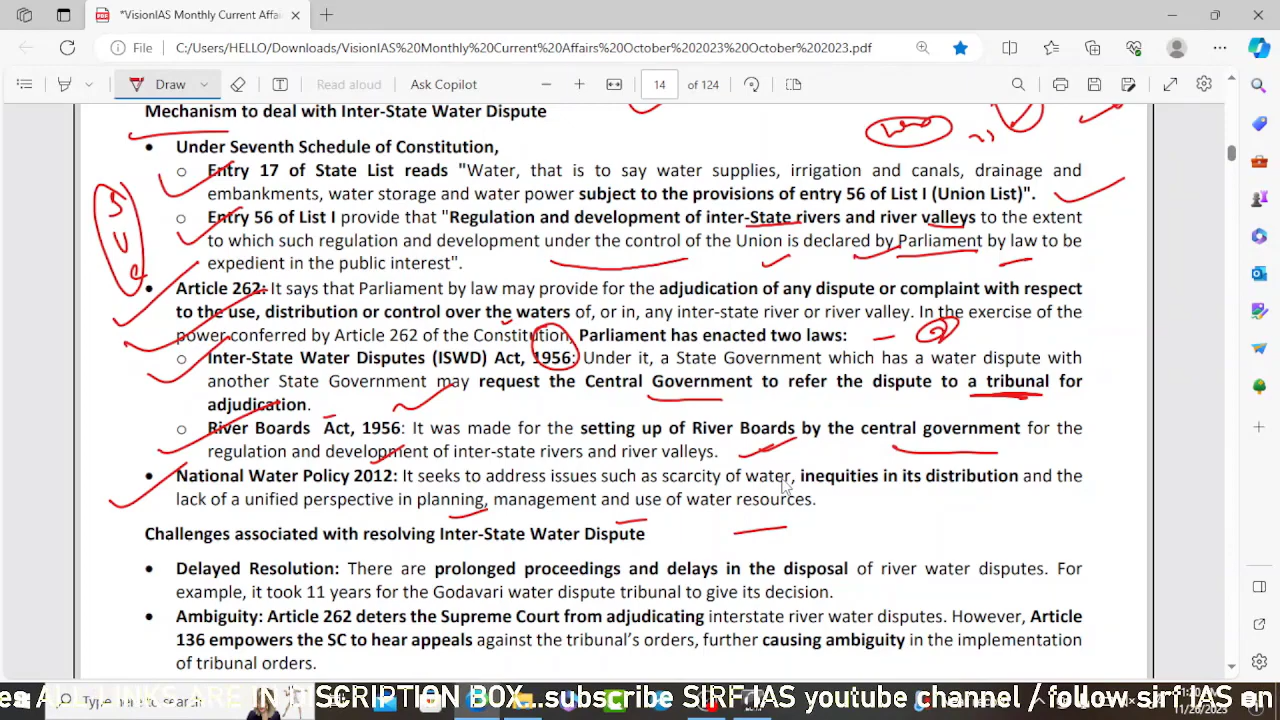 *VisionIAS Monthly Current Affai
File C:/Users/HELLO/Downloads/VisionIAS%20Monthly%20Current%20Affairs%20October%202023%20October%202023.pdf
Draw Read aloud Ask Copilot 14 of 124
Mechanism to deal with Inter-State Water Dispute
• Under Seventh Schedule of Constitution,
○ Entry 17 of State List reads "Water, that is to say water supplies, irrigation and canals, drainage and
embankments, water storage and water power subject to the provisions of entry 56 of List I (Union List)".
○ Entry 56 of List I provide that "Regulation and development of inter-State rivers and river valleys to the extent
to which such regulation and development under the control of the Union is declared by Parliament by law to be
expedient in the public interest".
• Article 262: It says that Parliament by law may provide for the adjudication of any dispute or complaint with respect
to the use, distribution or control over the waters of, or in, any inter-state river or river valley. In the exercise of the
power conferred by Article 262 of the Constitution, Parliament has enacted two laws:
○ Inter-State Water Disputes (ISWD) Act, 1956: Under it, a State Government which has a water dispute with
another State Government may request the Central Government to refer the dispute to a tribunal for
adjudication.
○ River Boards Act, 1956: It was made for the setting up of River Boards by the central government for the
regulation and development of inter-state rivers and river valleys.
• National Water Policy 2012: It seeks to address issues such as scarcity of water, inequities in its distribution and the
lack of a unified perspective in planning, management and use of water resources.
Challenges associated with resolving Inter-State Water Dispute
• Delayed Resolution: There are prolonged proceedings and delays in the disposal of river water disputes. For
example, it took 11 years for the Godavari water dispute tribunal to give its decision.
• Ambiguity: Article 262 deters the Supreme Court from adjudicating interstate river water disputes. However, Article
136 empowers the SC to hear appeals against the tribunal's orders, further causing ambiguity in the implementation
of tribunal orders.
ALL LINKS ARE IN DISCRIPTION BOX..subscribe SIRF IAS youtube channel / follow sirf IAS on
Type here to search
11/20/2023